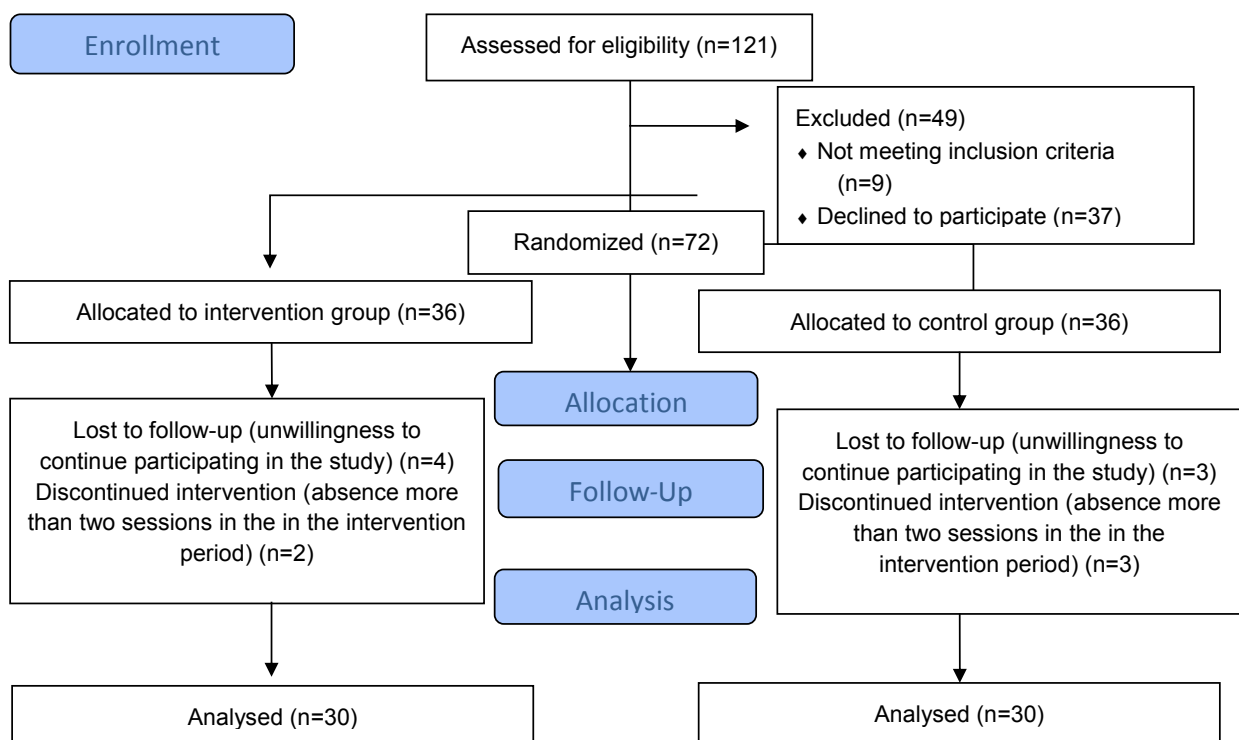 Enrollment
Assessed for eligibility (n=121)
Excluded (n=49)
♦ Not meeting inclusion criteria
(n=9)
♦ Declined to participate (n=37)
Randomized (n=72)
Allocated to intervention group (n=36)
Allocated to control group (n=36)
Allocation
Lost to follow-up (unwillingness to
continue participating in the study) (n=4)
Discontinued intervention (absence more
than two sessions in the in the intervention
period) (n=2)
Lost to follow-up (unwillingness to
continue participating in the study) (n=3)
Discontinued intervention (absence more
than two sessions in the in the
intervention period) (n=3)
Follow-Up
Analysis
Analysed (n=30)
Analysed (n=30)